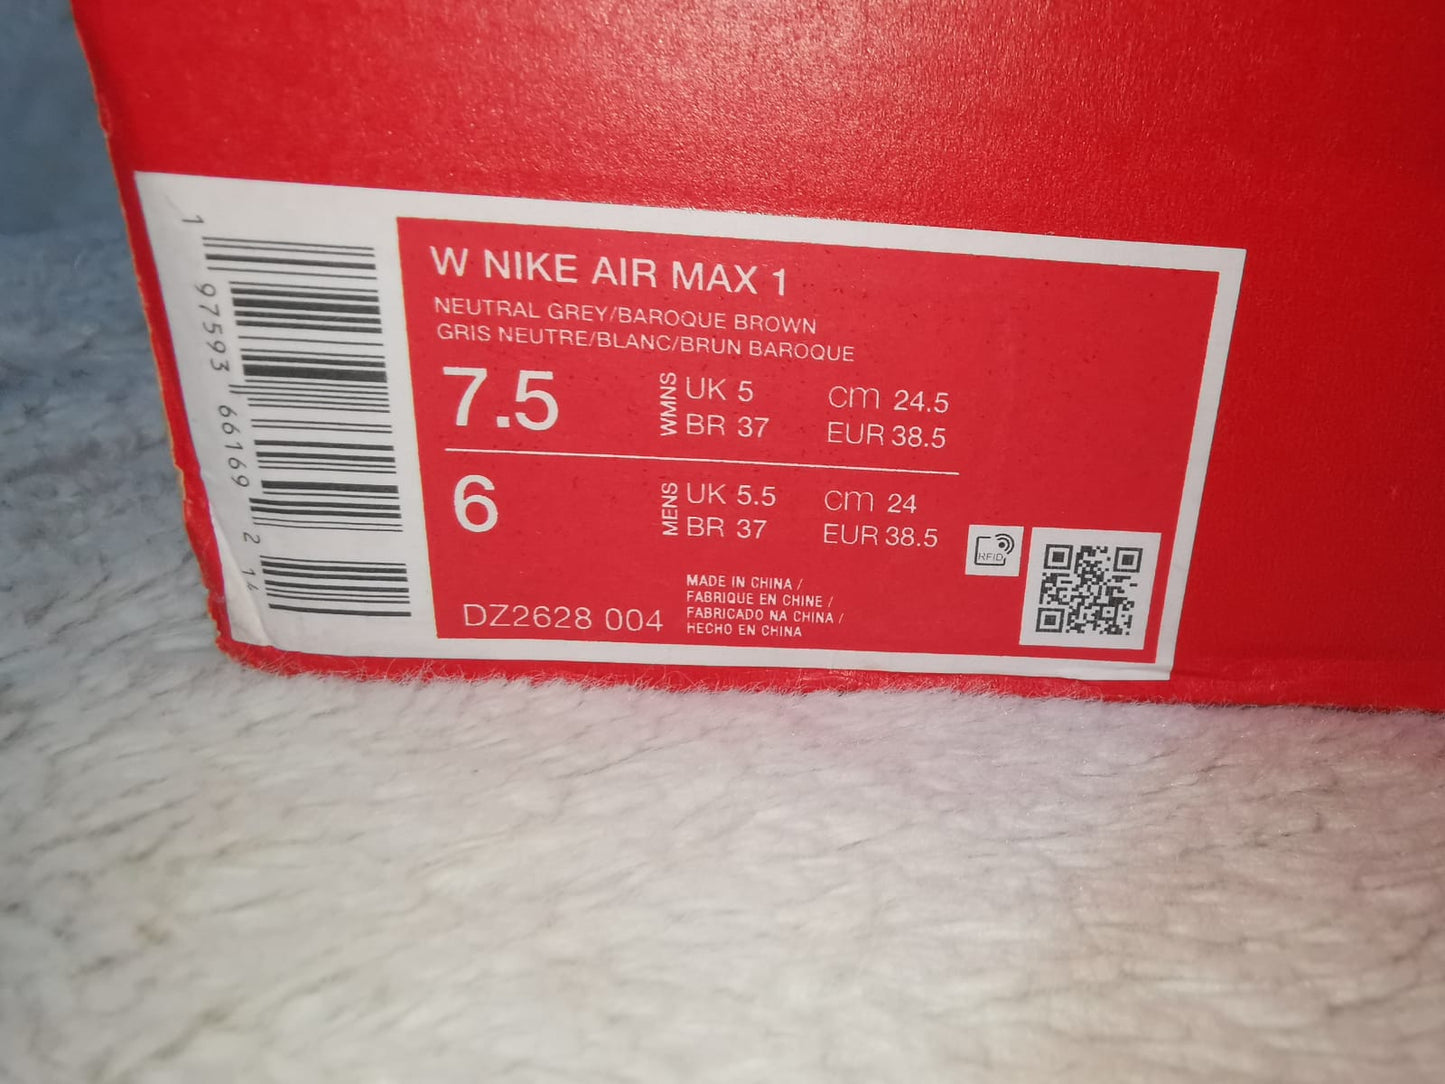 1 97593 66169 2 14
W NIKE AIR MAX 1
NEUTRAL GREY/BAROQUE BROWN
GRIS NEUTRE/BLANC/BRUN BAROQUE
7.5 WMNS UK 5 cm 24.5
BR 37 EUR 38.5
6 MENS UK 5.5 cm 24
BR 37 EUR 38.5
RFID
DZ2628 004
MADE IN CHINA /
FABRIQUE EN CHINE /
FABRICADO NA CHINA /
HECHO EN CHINA